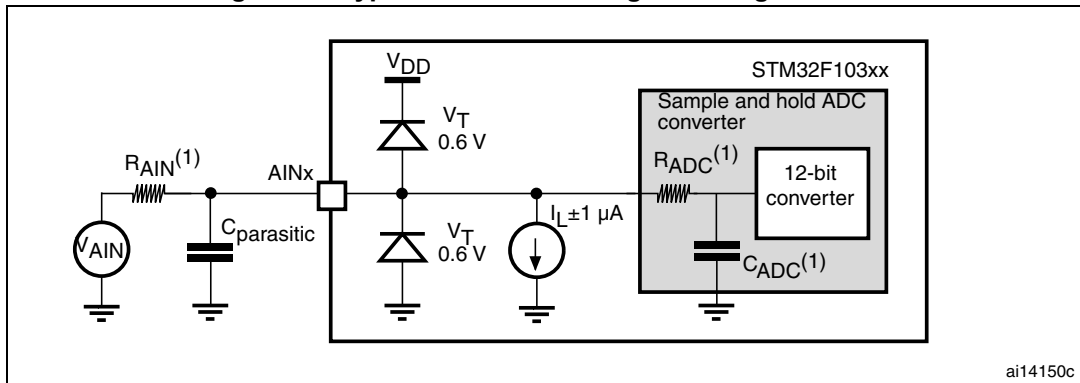 V_DD
STM32F103xx
Sample and hold ADC
converter
V_T
0.6 V
R_AIN^(1)
AINx
R_ADC^(1)
12-bit
converter
I_L±1 µA
V_AIN
C_parasitic
V_T
0.6 V
C_ADC^(1)
ai14150c